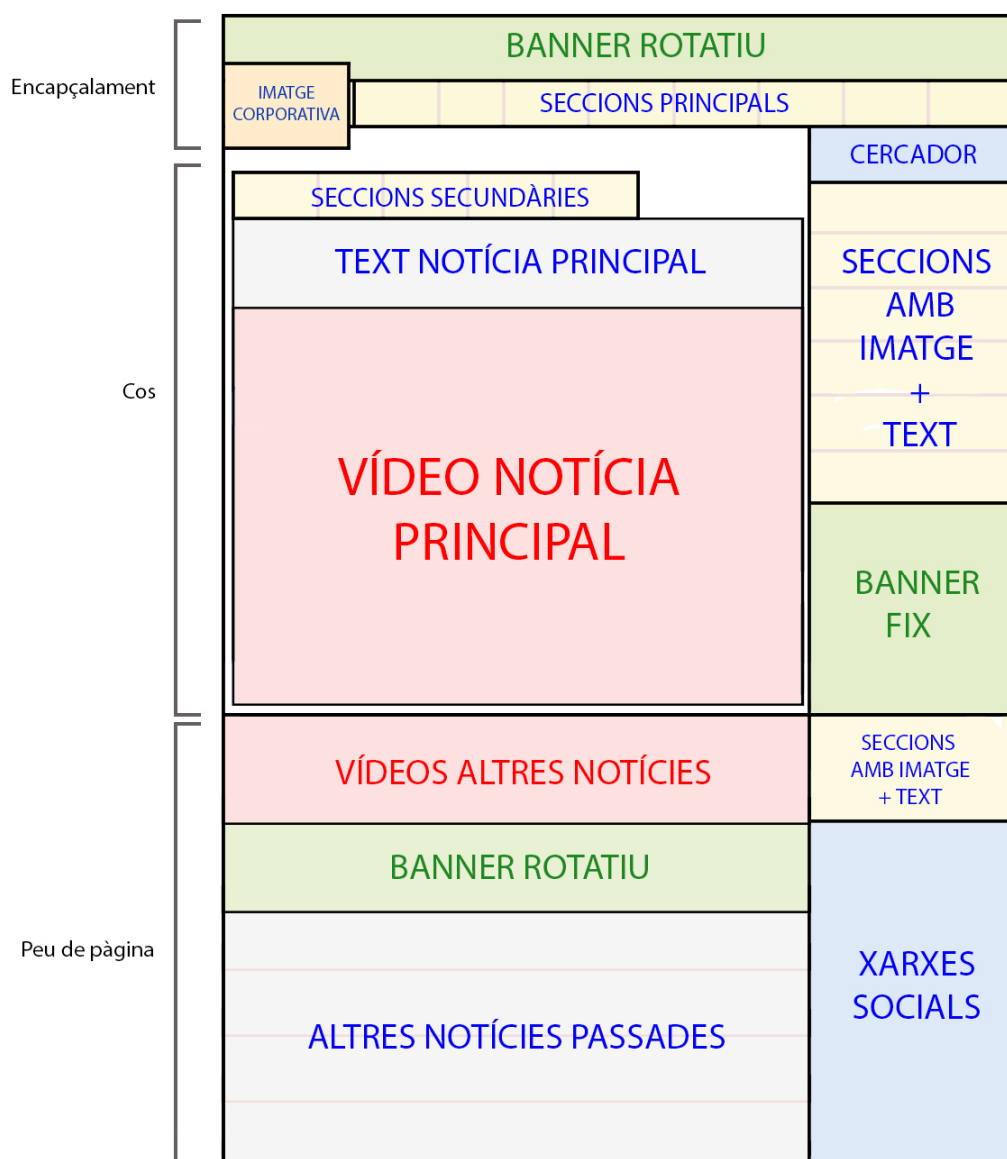 BANNER ROTATIU
Encapçalament
IMATGE
CORPORATIVA
SECCIONS PRINCIPALS
CERCADOR
SECCIONS SECUNDÀRIES
TEXT NOTÍCIA PRINCIPAL
SECCIONS
AMB
IMATGE
+
TEXT
Cos
VÍDEO NOTÍCIA
PRINCIPAL
BANNER
FIX
VÍDEOS ALTRES NOTÍCIES
SECCIONS
AMB IMATGE
+ TEXT
BANNER ROTATIU
Peu de pàgina
XARXES
SOCIALS
ALTRES NOTÍCIES PASSADES